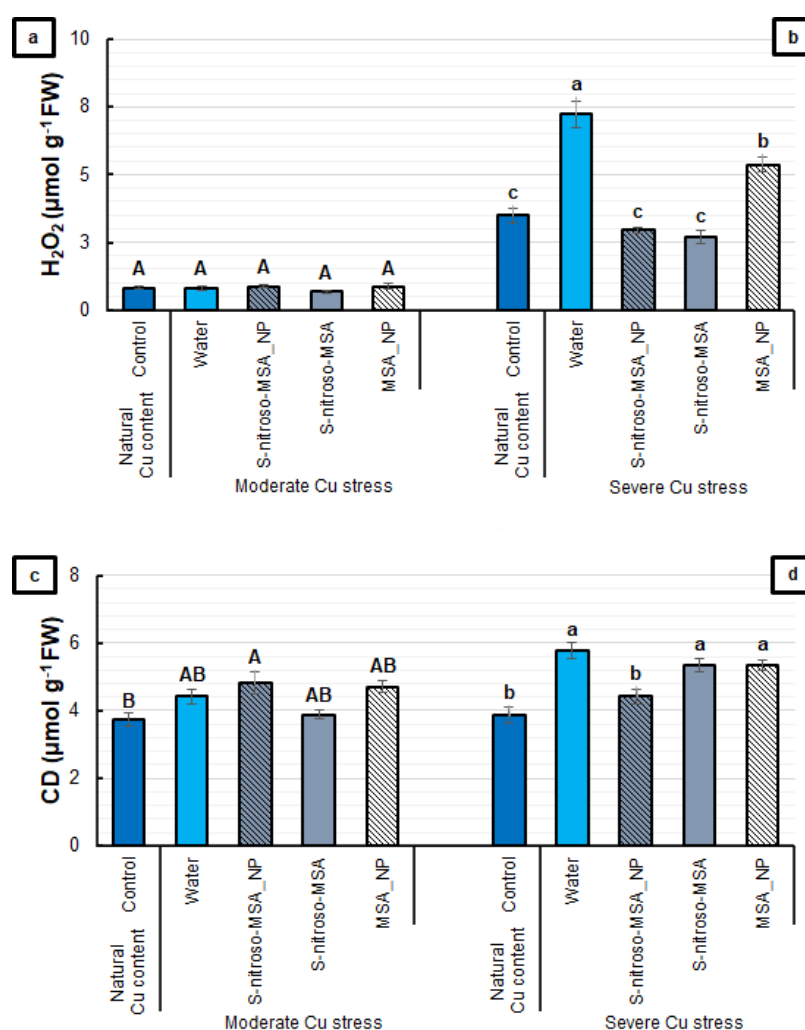 a
b
H₂O₂ (µmol g⁻¹ FW)
10
8
5
3
0
A
A
A
A
A
c
a
c
c
b
Control
Water
S-nitroso-MSA_NP
S-nitroso-MSA
MSA_NP
Control
Water
S-nitroso-MSA_NP
S-nitroso-MSA
MSA_NP
Natural
Cu content
Moderate Cu stress
Natural
Cu content
Severe Cu stress
c
d
CD (µmol g⁻¹ FW)
8
6
4
2
0
B
AB
A
AB
AB
b
a
b
a
a
Control
Water
S-nitroso-MSA_NP
S-nitroso-MSA
MSA_NP
Control
Water
S-nitroso-MSA_NP
S-nitroso-MSA
MSA_NP
Natural
Cu content
Moderate Cu stress
Natural
Cu content
Severe Cu stress